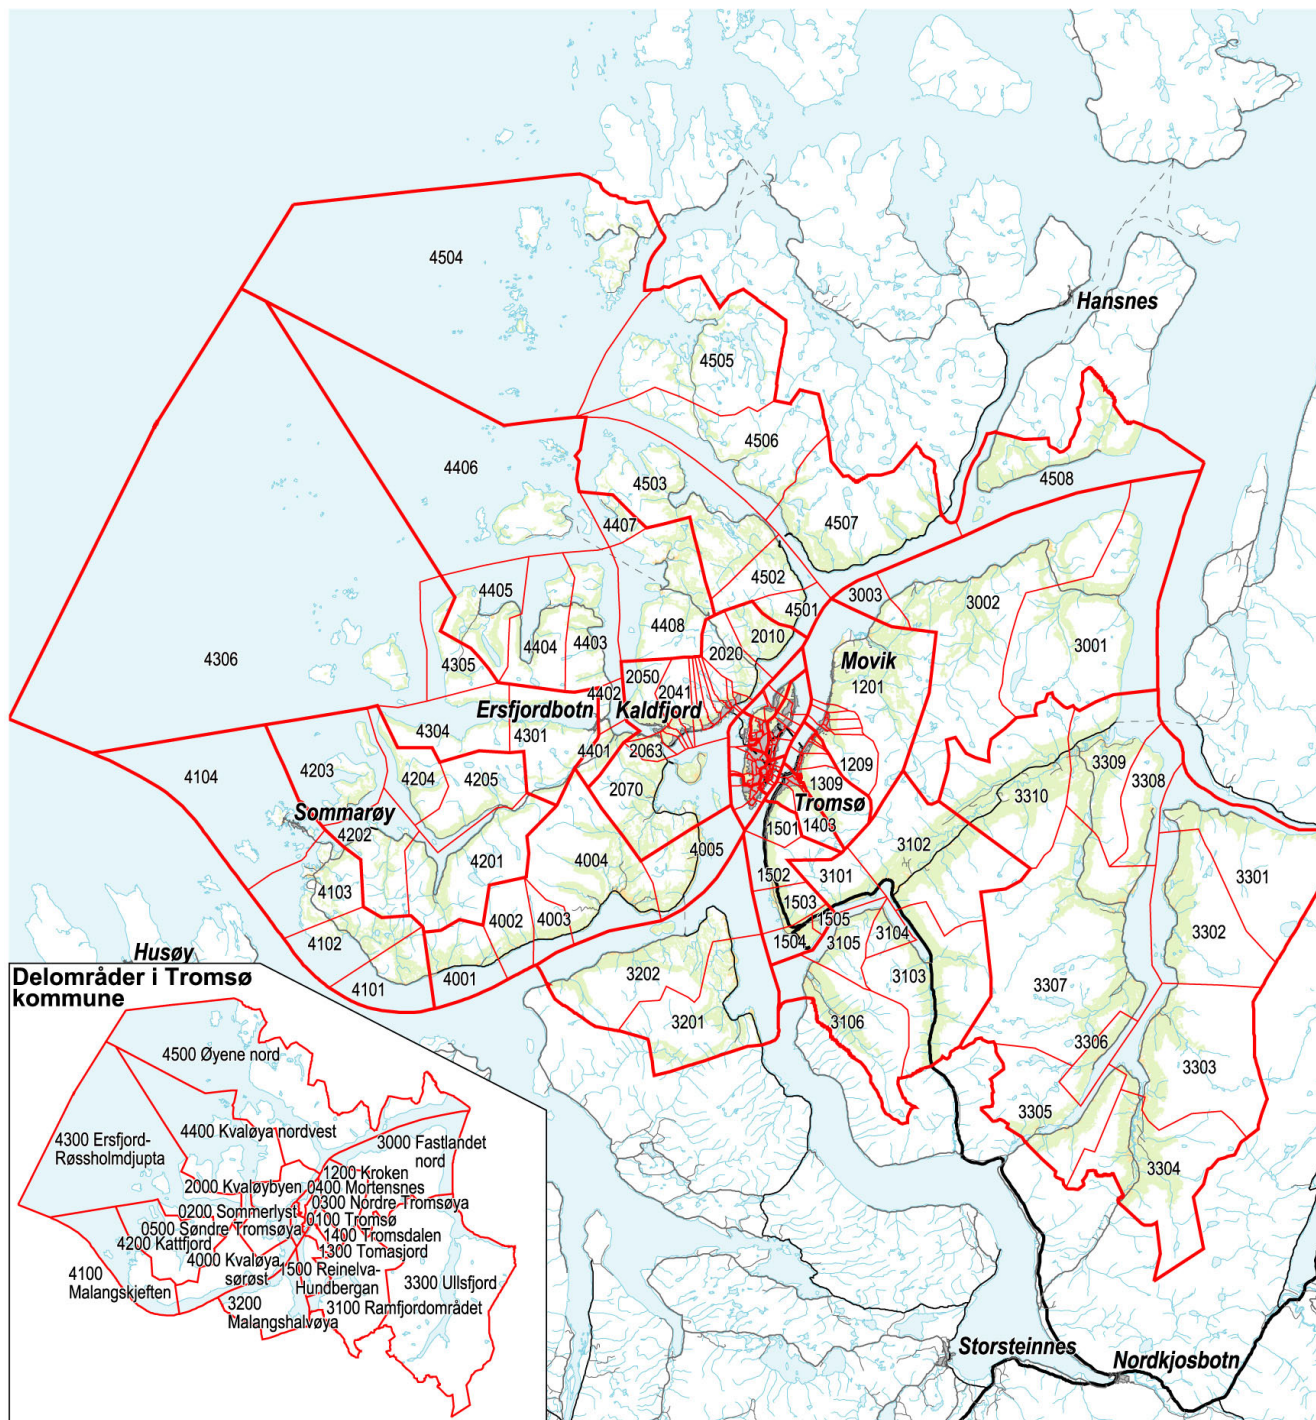 4504
Hansnes
4505
4506
4406
4503
4508
4407
4507
4502
4405
3003
3002
4501
4408
2010
4404
4403
3001
2020
4306
4305
Movik
2050
1201
4402
2041
Ersfjordbotn
Kaldfjord
4304
4301
4401
2063
3309
4104
4203
1209
3308
4204
4205
1309
2070
3310
Sommarøy
Tromsø
4202
1501
1403
4005
3102
4201
4004
3101
1502
3301
4103
1503
4002
4003
1505
3104
3302
4102
1504
3105
Husøy
3202
3103
4101
4001
3307
3201
3106
3306
3303
3305
3304
Storsteinnes
Nordkjosbotn
Delområder i Tromsø
kommune
4500 Øyene nord
4400 Kvaløya nordvest
4300 Ersfjord-
Røssholmdjupta
3000 Fastlandet
nord
1200 Kroken
2000 Kvaløybyen
0400 Mortensnes
0300 Nordre Tromsøya
0200 Sommerlyst
0100 Tromsø
0500 Søndre Tromsøya
1400 Tromsdalen
4200 Kattfjord
1300 Tomasjord
4000 Kvaløya
sørøst
1500 Reinelva-
Hundbergan
4100
Malangskjeften
3300 Ullsfjord
3200
Malangshalvøya
3100 Ramfjordområdet